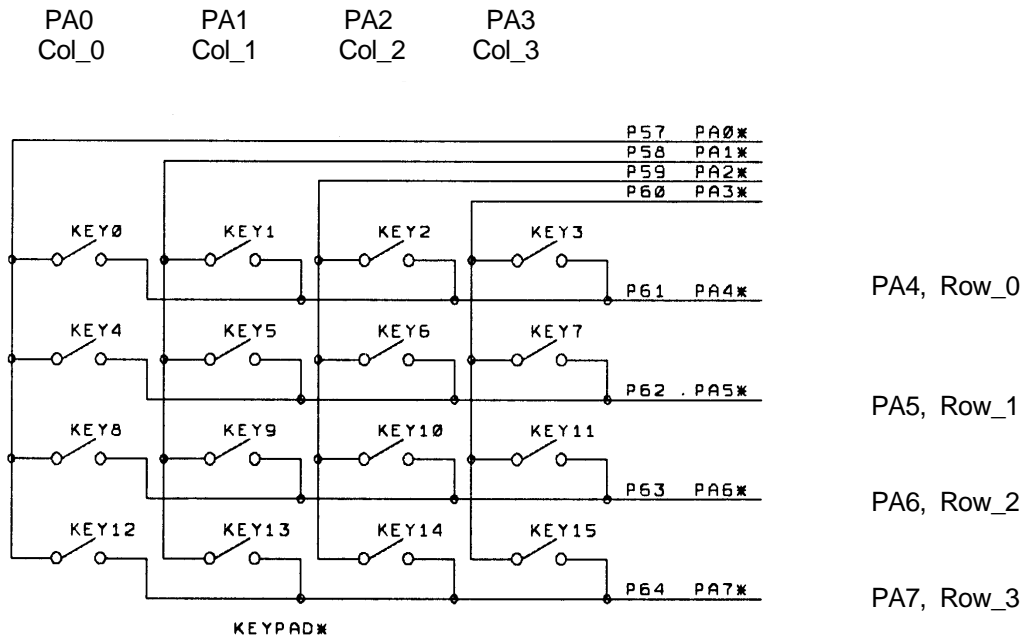 PA0 PA1 PA2 PA3
Col_0 Col_1 Col_2 Col_3
P57 PAØ*
P58 PA1*
P59 PA2*
P60 PA3*
KEYØ KEY1 KEY2 KEY3
P61 PA4*
PA4, Row_0
KEY4 KEY5 KEY6 KEY7
P62 . PA5*
PA5, Row_1
KEY8 KEY9 KEY1Ø KEY11
P63 PA6*
PA6, Row_2
KEY12 KEY13 KEY14 KEY15
P64 PA7*
PA7, Row_3
KEYPAD*